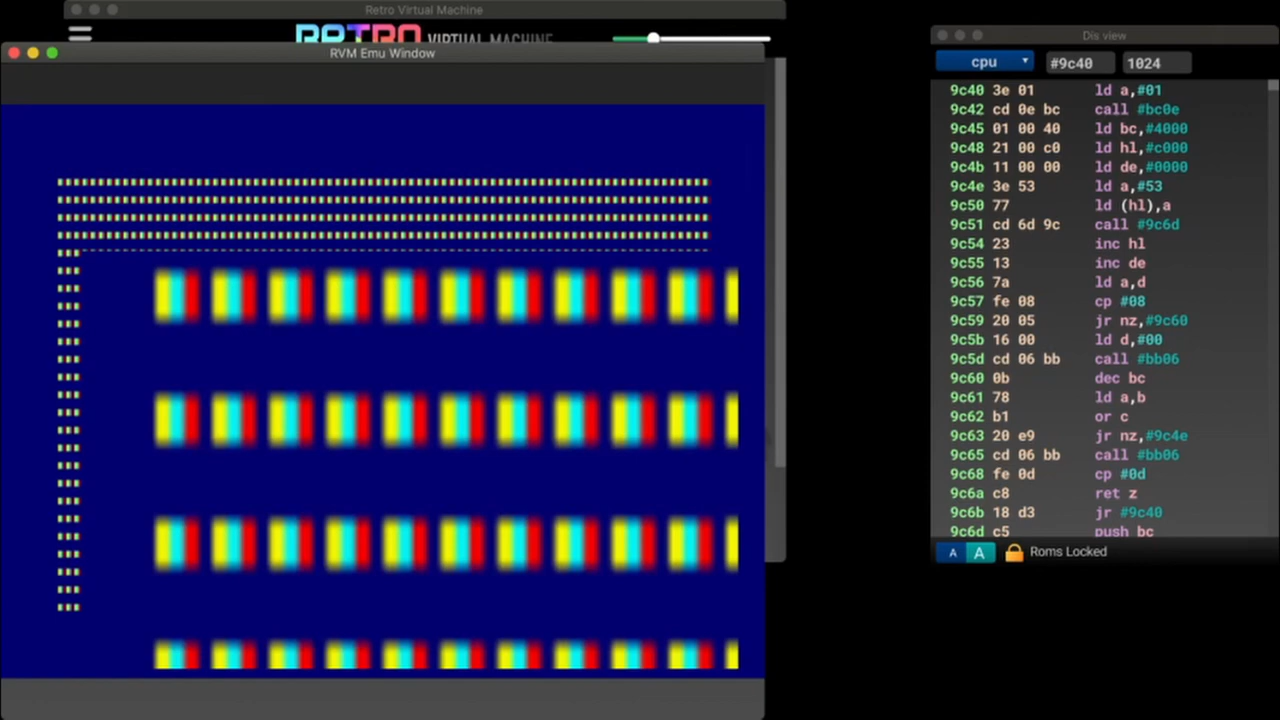 Retro Virtual Machine
RETRO VIRTUAL MACHINE
RVM Emu Window
Dis view
cpu #9c40 1024
9c40 3e 01 ld a,#01
9c42 cd 0e bc call #bc0e
9c45 01 00 40 ld bc,#4000
9c48 21 00 c0 ld hl,#c000
9c4b 11 00 00 ld de,#0000
9c4e 3e 53 ld a,#53
9c50 77 ld (hl),a
9c51 cd 6d 9c call #9c6d
9c54 23 inc hl
9c55 13 inc de
9c56 7a ld a,d
9c57 fe 08 cp #08
9c59 20 05 jr nz,#9c60
9c5b 16 00 ld d,#00
9c5d cd 06 bb call #bb06
9c60 0b dec bc
9c61 78 ld a,b
9c62 b1 or c
9c63 20 e9 jr nz,#9c4e
9c65 cd 06 bb call #bb06
9c68 fe 0d cp #0d
9c6a c8 ret z
9c6b 18 d3 jr #9c40
9c6d c5 push bc
A A Roms Locked